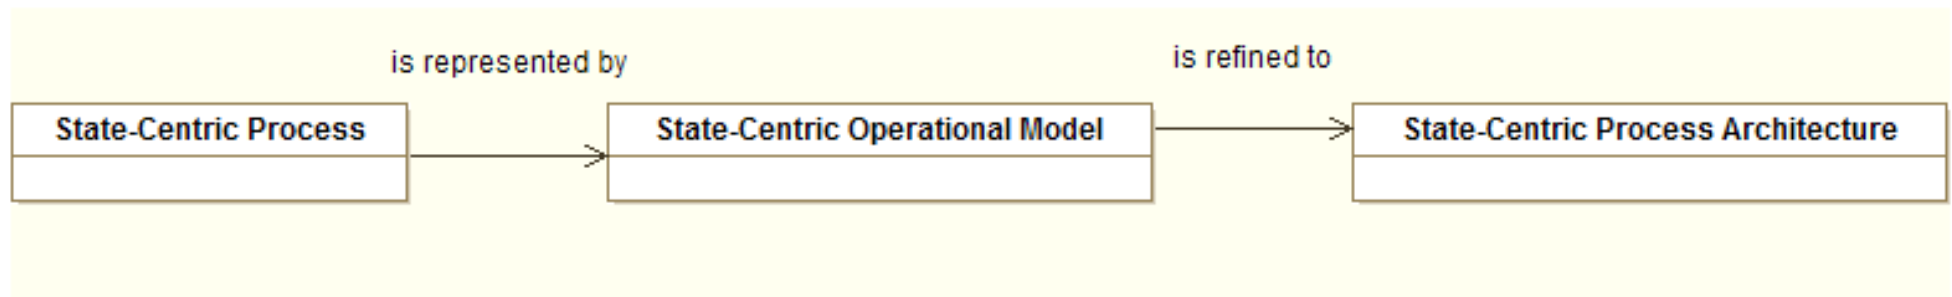 is represented by
is refined to
State-Centric Process
State-Centric Operational Model
State-Centric Process Architecture